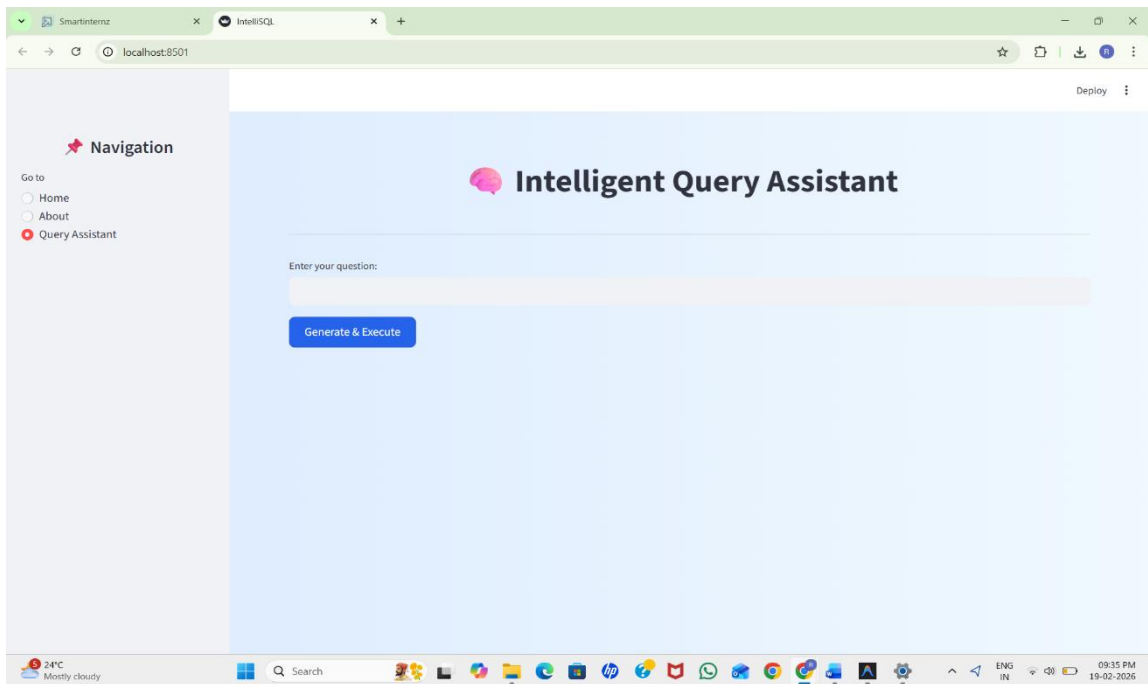 Smartinternz
IntelliSQL
localhost:8501
Deploy
Navigation
Go to
Home
About
Query Assistant
Intelligent Query Assistant
Enter your question:
Generate & Execute
5
24°C
Mostly cloudy
Search
ENG
IN
09:35 PM
19-02-2026